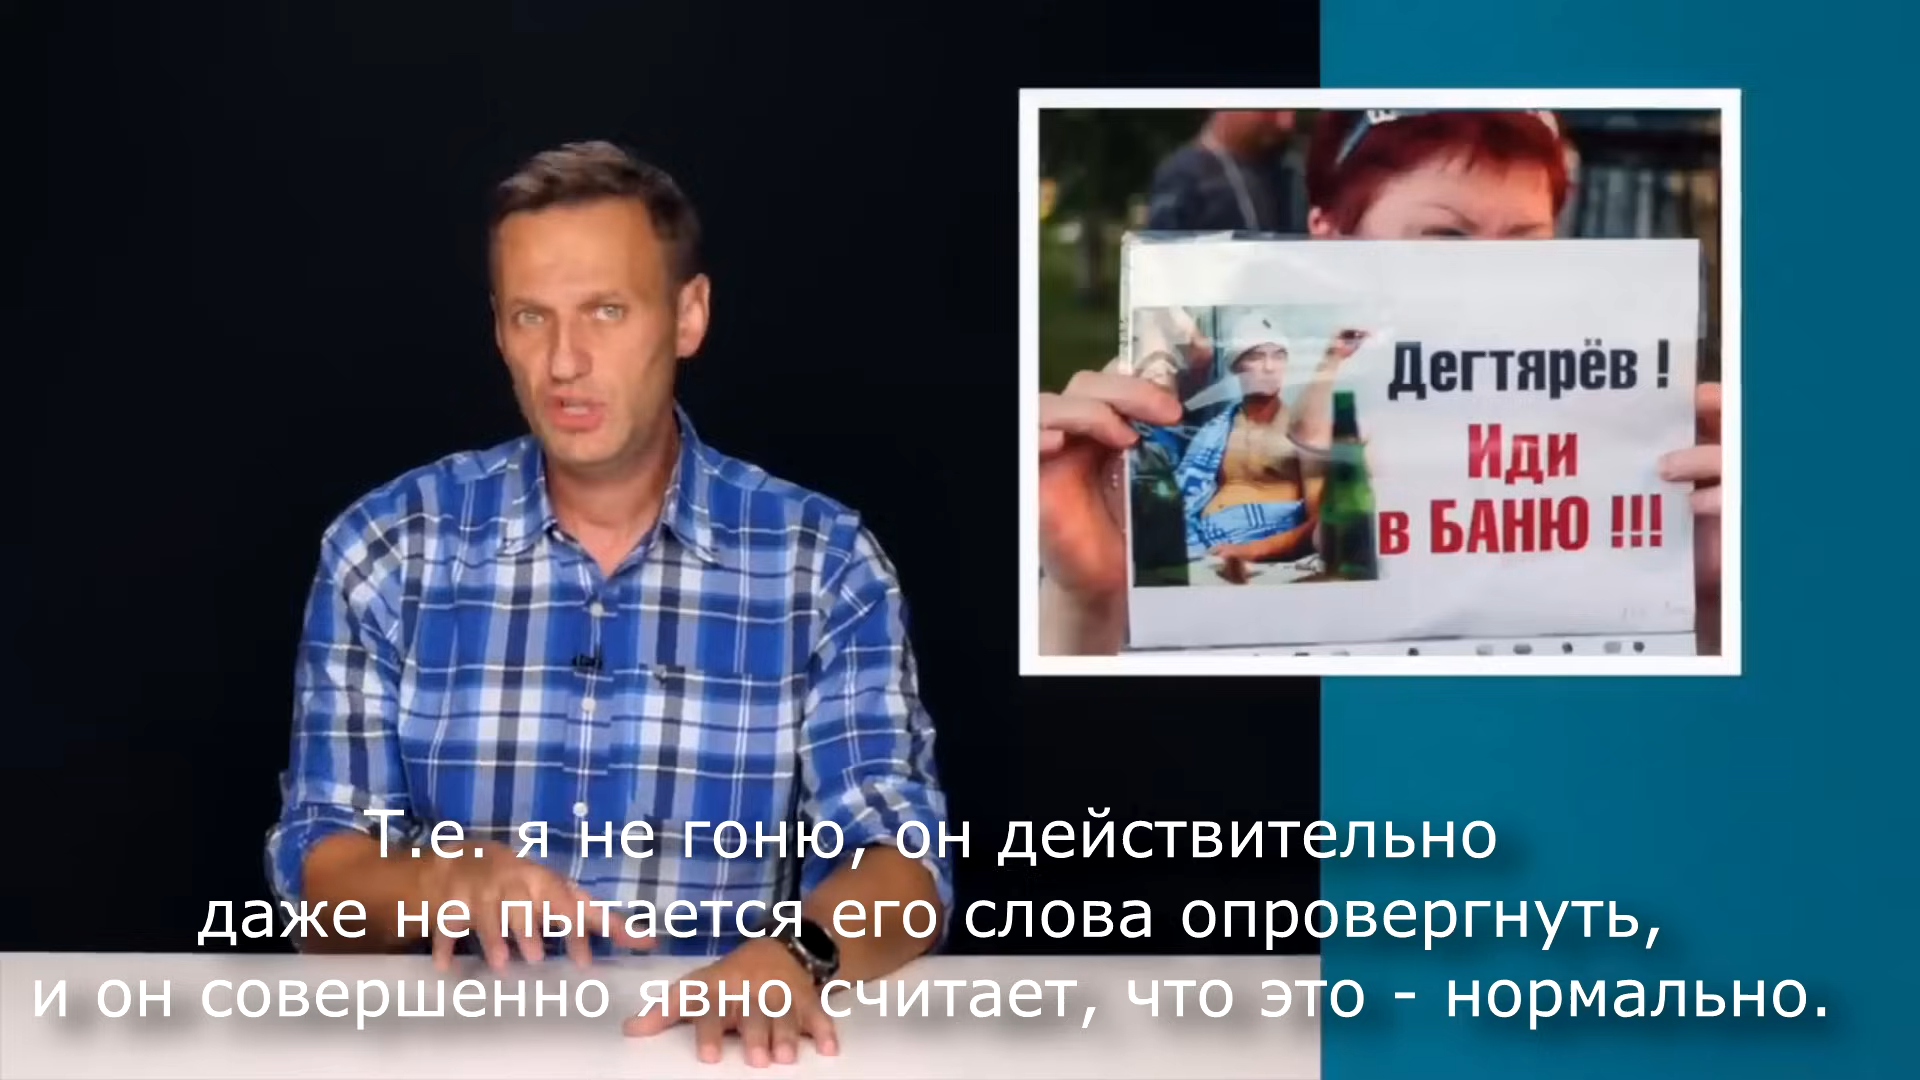 Дегтярёв !
Иди
в БАНЮ !!!
Т.е. я не гоню, он действительно
даже не пытается его слова опровергнуть,
и он совершенно явно считает, что это - нормально.